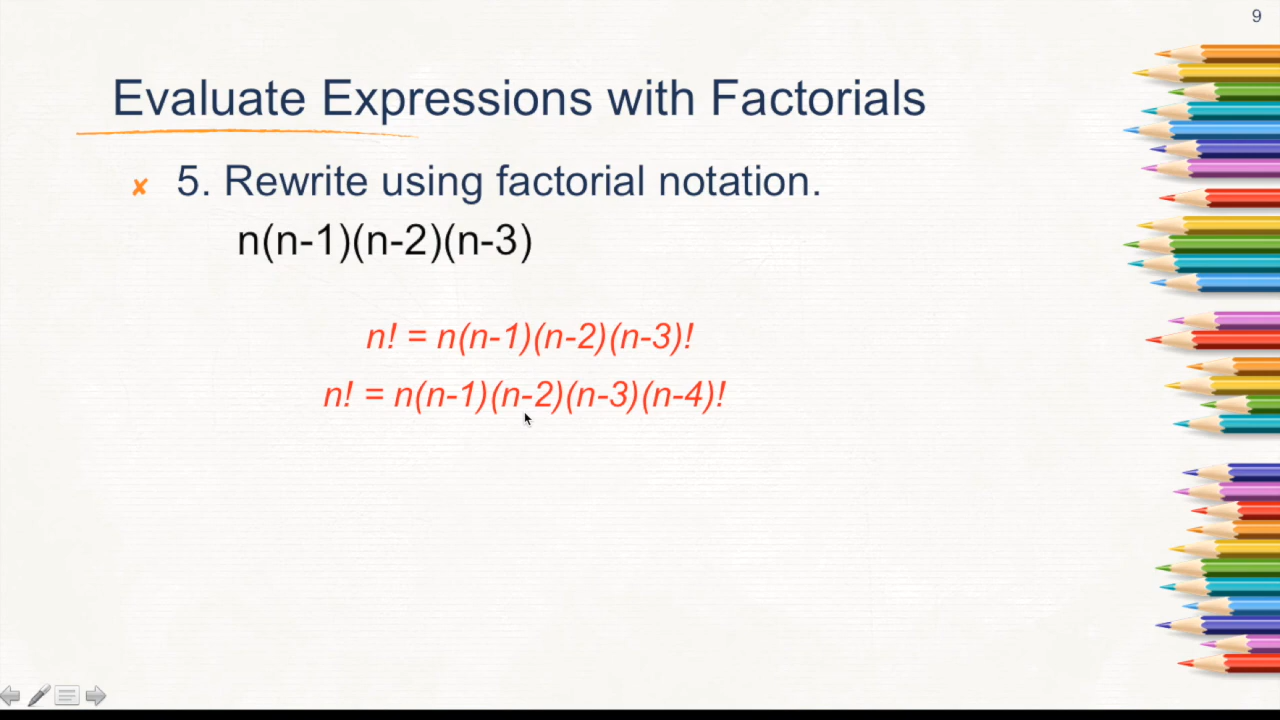 9
Evaluate Expressions with Factorials
✘ 5. Rewrite using factorial notation.
n(n-1)(n-2)(n-3)
n! = n(n-1)(n-2)(n-3)!
n! = n(n-1)(n-2)(n-3)(n-4)!